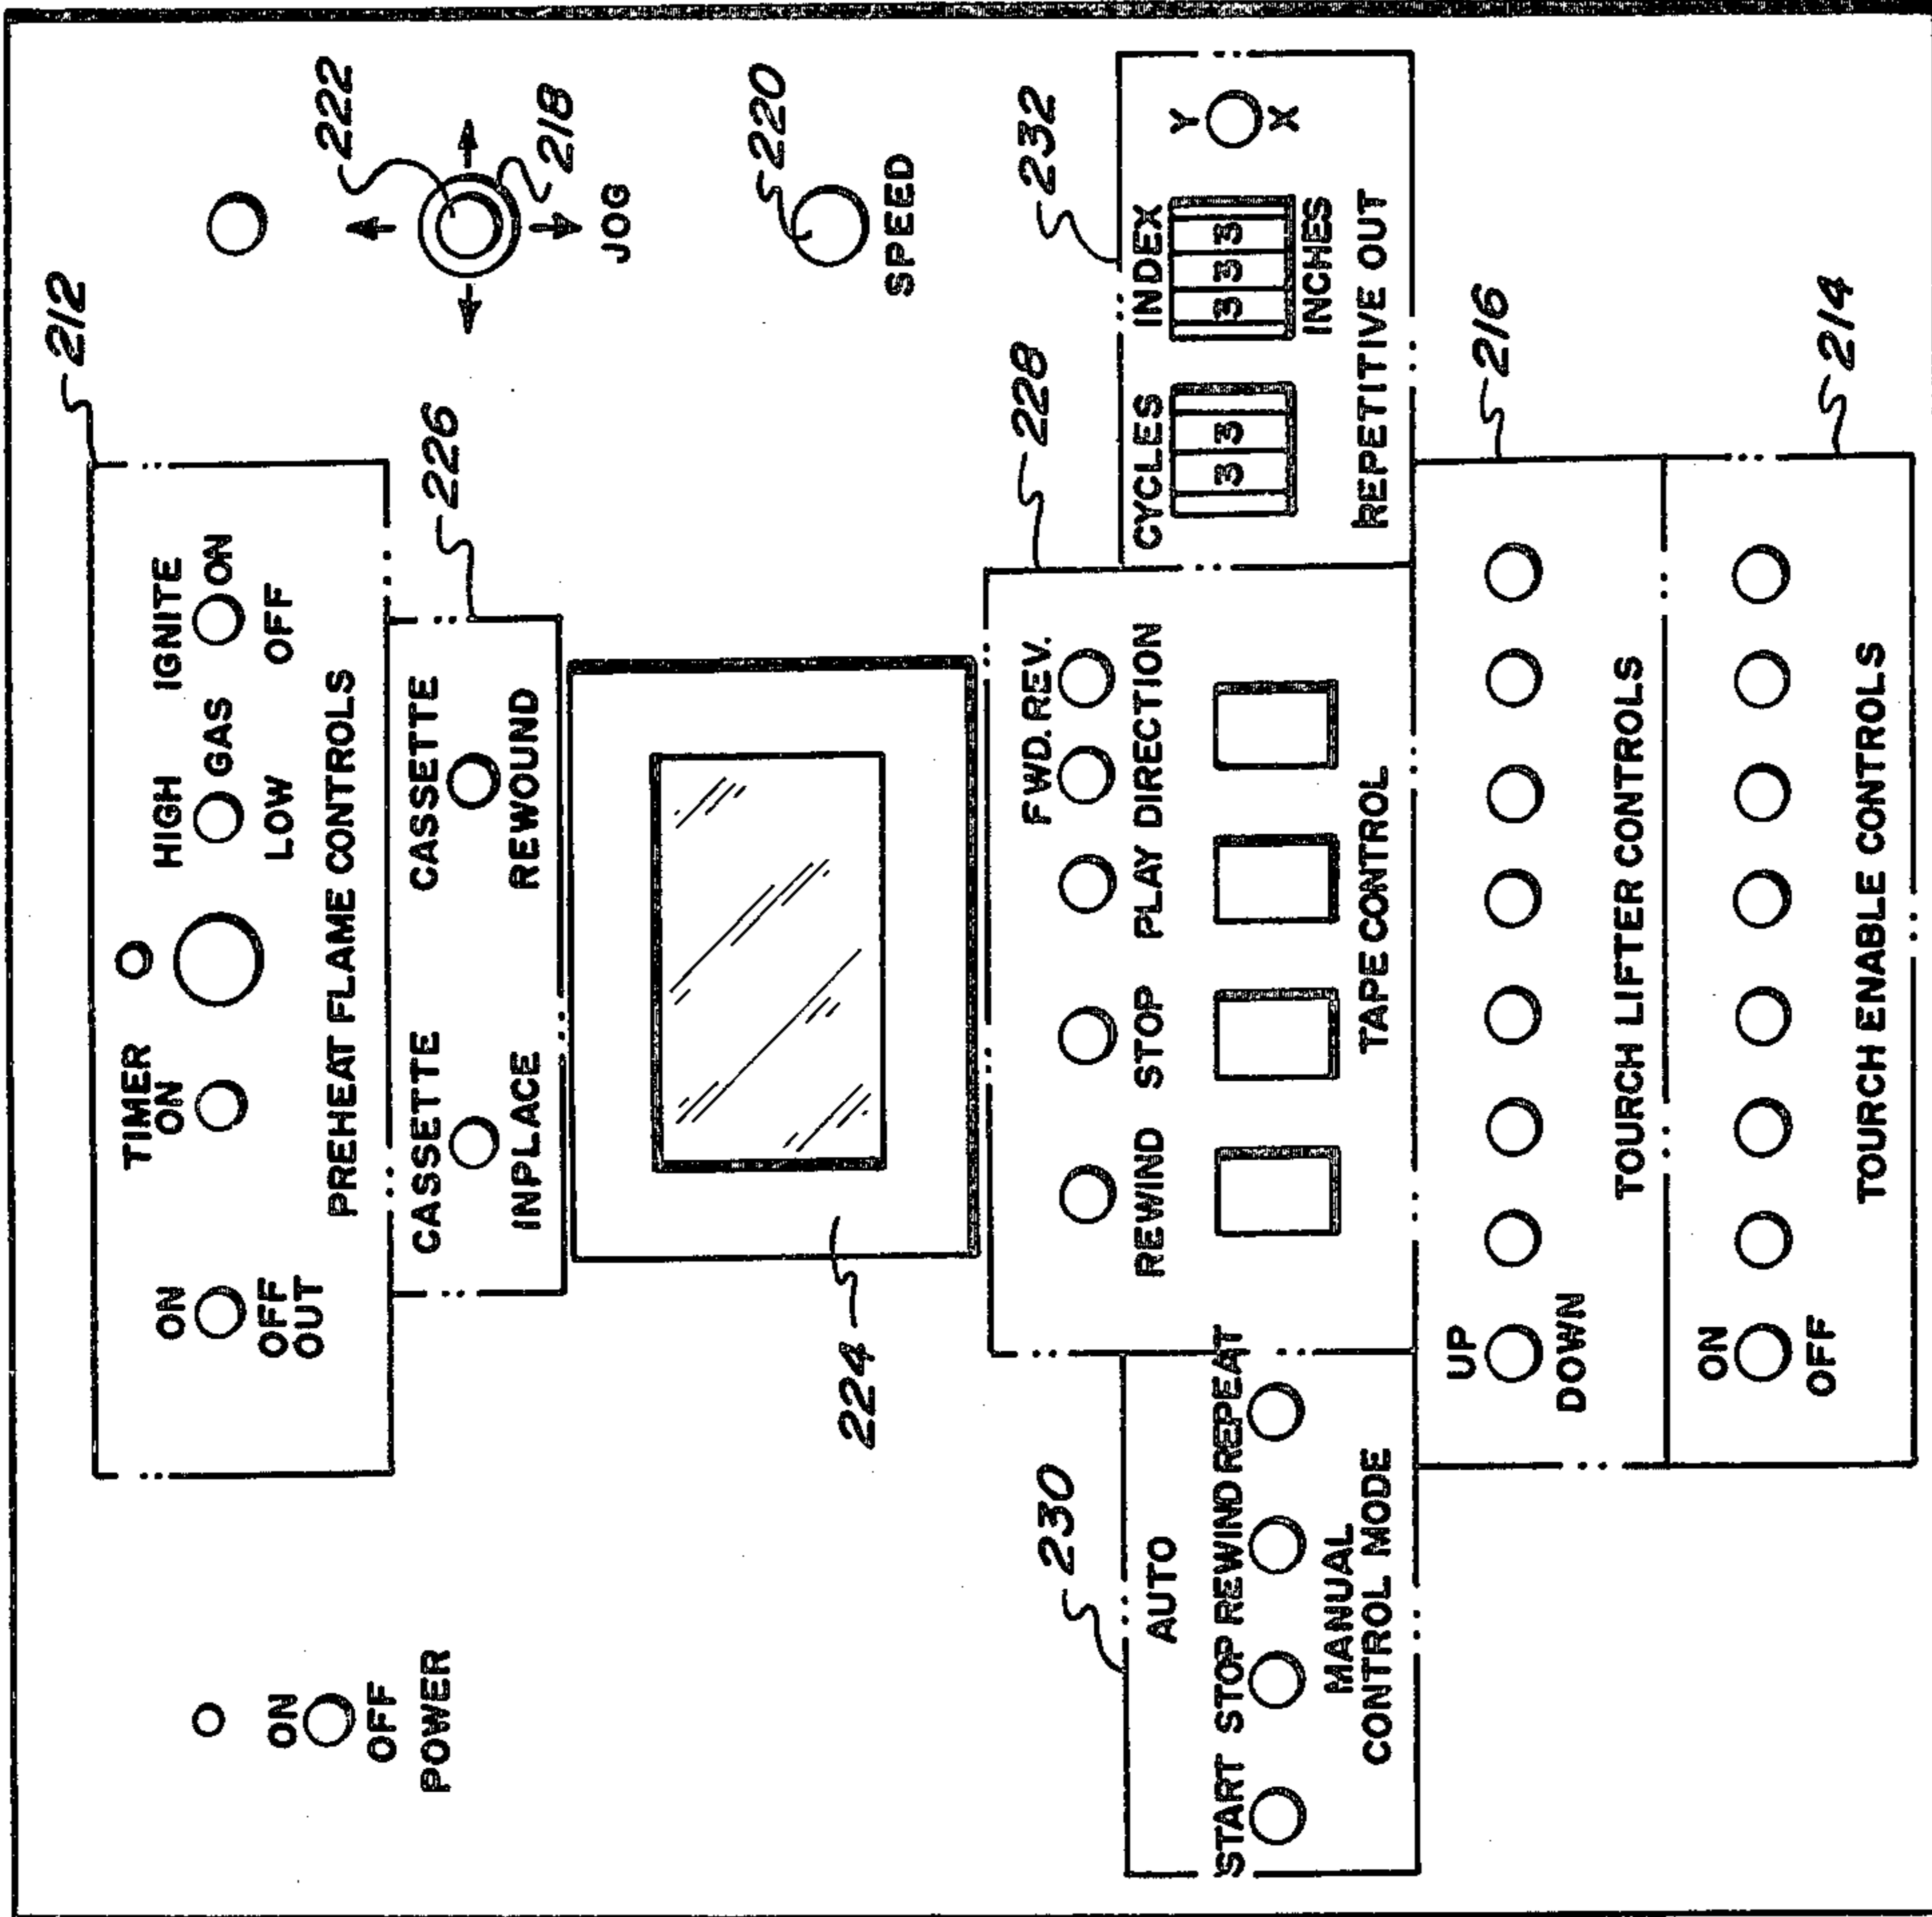 212
222
218
JOG
220
SPEED
ON
OFF
POWER
ON
OFF
OUT
TIMER
ON
HIGH
GAS
LOW
IGNITE
ON
OFF
PREHEAT FLAME CONTROLS
226
CASSETTE
INPLACE
CASSETTE
REWOUND
224
228
FWD. REV.
REWIND STOP PLAY DIRECTION
TAPE CONTROL
230
AUTO
START STOP REWIND REPEAT
MANUAL
CONTROL MODE
232
CYCLES
INDEX
Y
3 3
3 3 3
X
INCHES
REPETITIVE OUT
216
UP
DOWN
TOURCH LIFTER CONTROLS
214
ON
OFF
TOURCH ENABLE CONTROLS